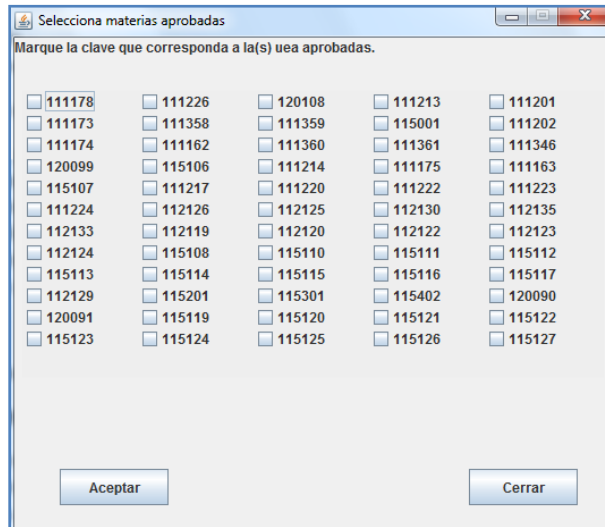 Selecciona materias aprobadas
Marque la clave que corresponda a la(s) uea aprobadas.
111178 111226 120108 111213 111201
111173 111358 111359 115001 111202
111174 111162 111360 111361 111346
120099 115106 111214 111175 111163
115107 111217 111220 111222 111223
111224 112126 112125 112130 112135
112133 112119 112120 112122 112123
112124 115108 115110 115111 115112
115113 115114 115115 115116 115117
112129 115201 115301 115402 120090
120091 115119 115120 115121 115122
115123 115124 115125 115126 115127
Aceptar Cerrar